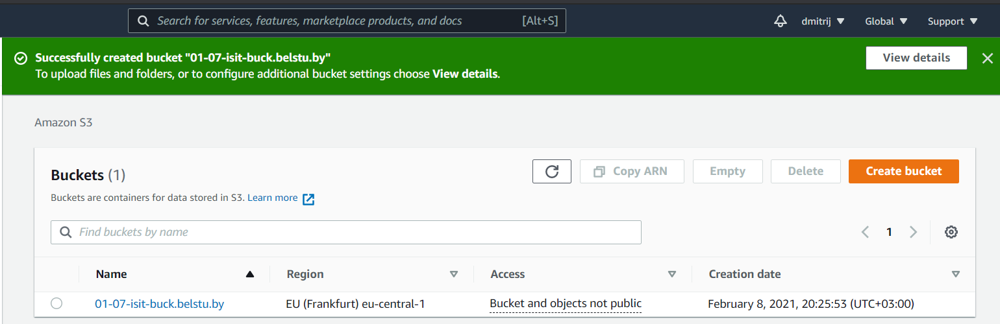 Search for services, features, marketplace products, and docs [Alt+S] dmitrij Global Support
Successfully created bucket "01-07-isit-buck.belstu.by" View details
To upload files and folders, or to configure additional bucket settings choose View details.
Amazon S3
Buckets (1) Copy ARN Empty Delete Create bucket
Buckets are containers for data stored in S3. Learn more
Find buckets by name 1
Name Region Access Creation date
01-07-isit-buck.belstu.by EU (Frankfurt) eu-central-1 Bucket and objects not public February 8, 2021, 20:25:53 (UTC+03:00)